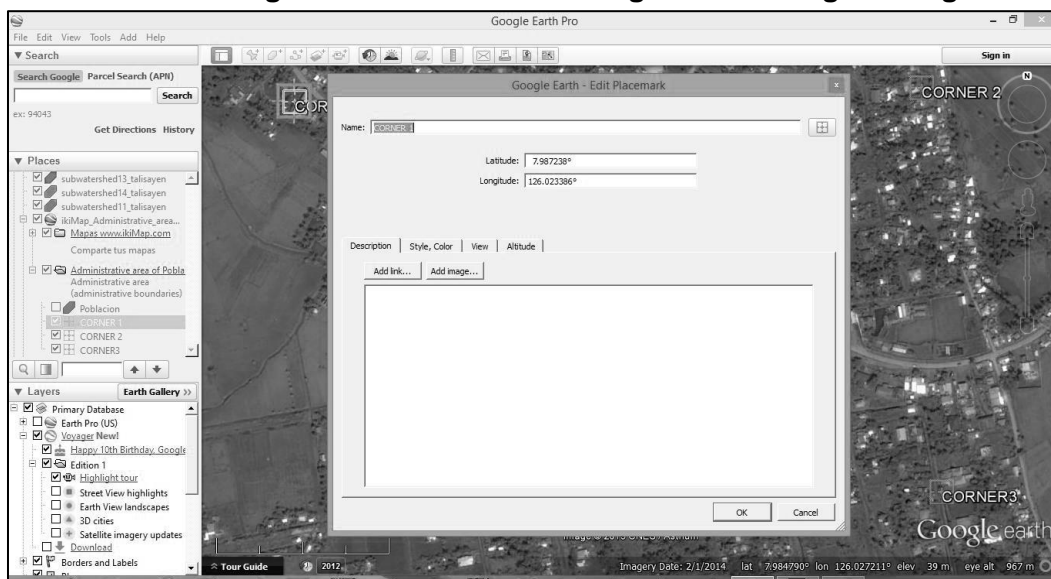 Google Earth Pro
File Edit View Tools Add Help
▼ Search
Search Google Parcel Search (APN)
Search
ex: 94043
Get Directions History
▼ Places
subwatershed13_talisayen
subwatershed14_talisayen
subwatershed11_talisayen
ikiMap_Administrative_area...
Mapas www.ikiMap.com
Comparte tus mapas
Administrative area of Pobla
Administrative area
(administrative boundaries)
Poblacion
CORNER 1
CORNER 2
CORNER3
▼ Layers
Earth Gallery >>
Primary Database
Earth Pro (US)
Voyager New!
Happy 10th Birthday, Google
Edition 1
Highlight tour
Street View highlights
Earth View landscapes
3D cities
Satellite imagery updates
Download
Borders and Labels
Sign in
COR
CORNER 2
N
Google Earth - Edit Placemark
x
Name: CORNER 1
Latitude: 7.987238°
Longitude: 126.023386°
Description Style, Color View Altitude
Add link... Add image...
OK Cancel
CORNER3
Google earth
Tour Guide
2012
Imagery Date: 2/1/2014 lat 7.984790° lon 126.027211° elev 39 m eye alt 967 m